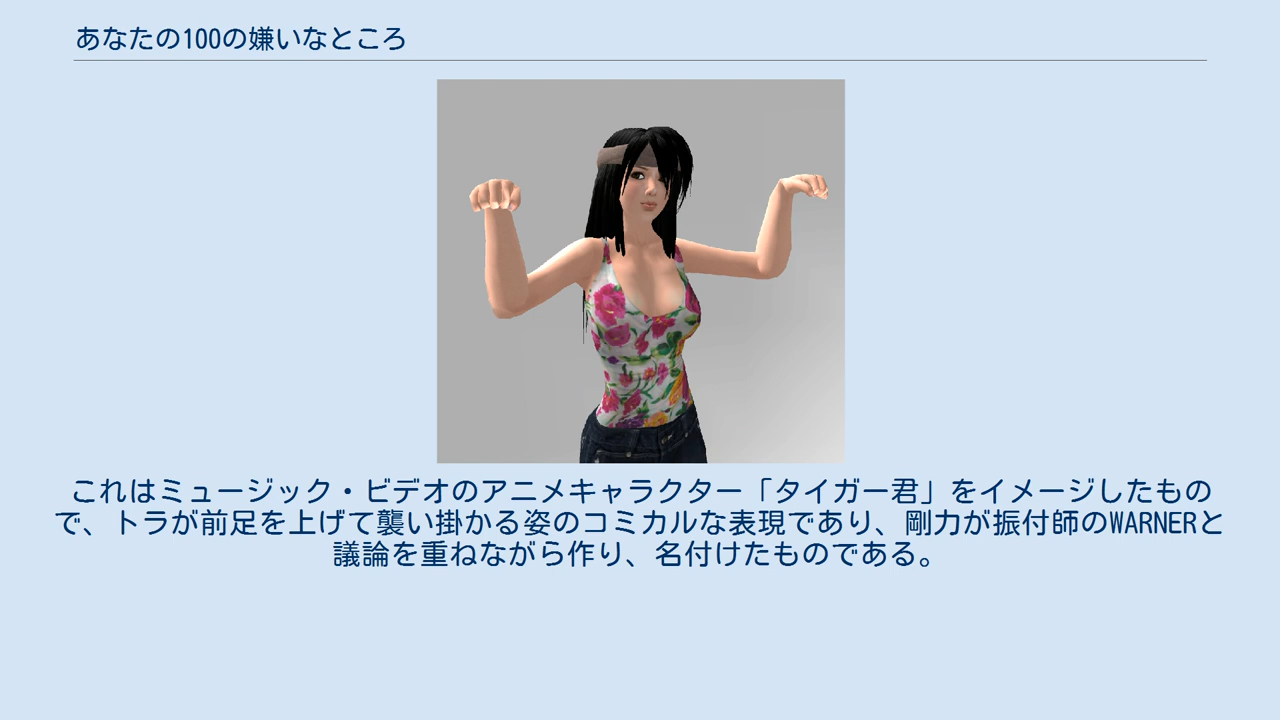 あなたの100の嫌いなところ
これはミュージック・ビデオのアニメキャラクター「タイガー君」をイメージしたもの
で、トラが前足を上げて襲い掛かる姿のコミカルな表現であり、剛力が振付師のWARNERと
議論を重ねながら作り、名付けたものである。